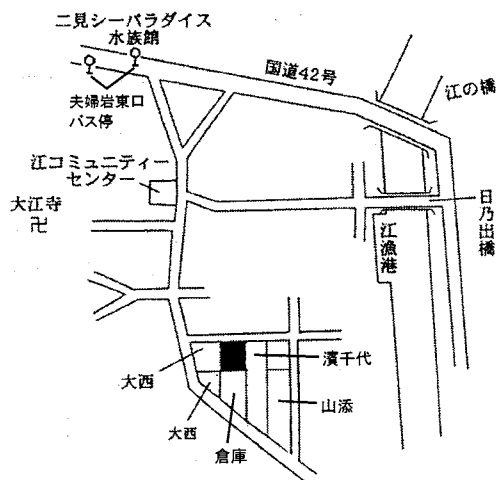 二見シーパラダイス
水族館
国道42号
江の橋
夫婦岩東口
バス停
江コミュニティー
センター
大江寺
卍
日乃出橋
江漁港
濱千代
大西
山添
大西
倉庫